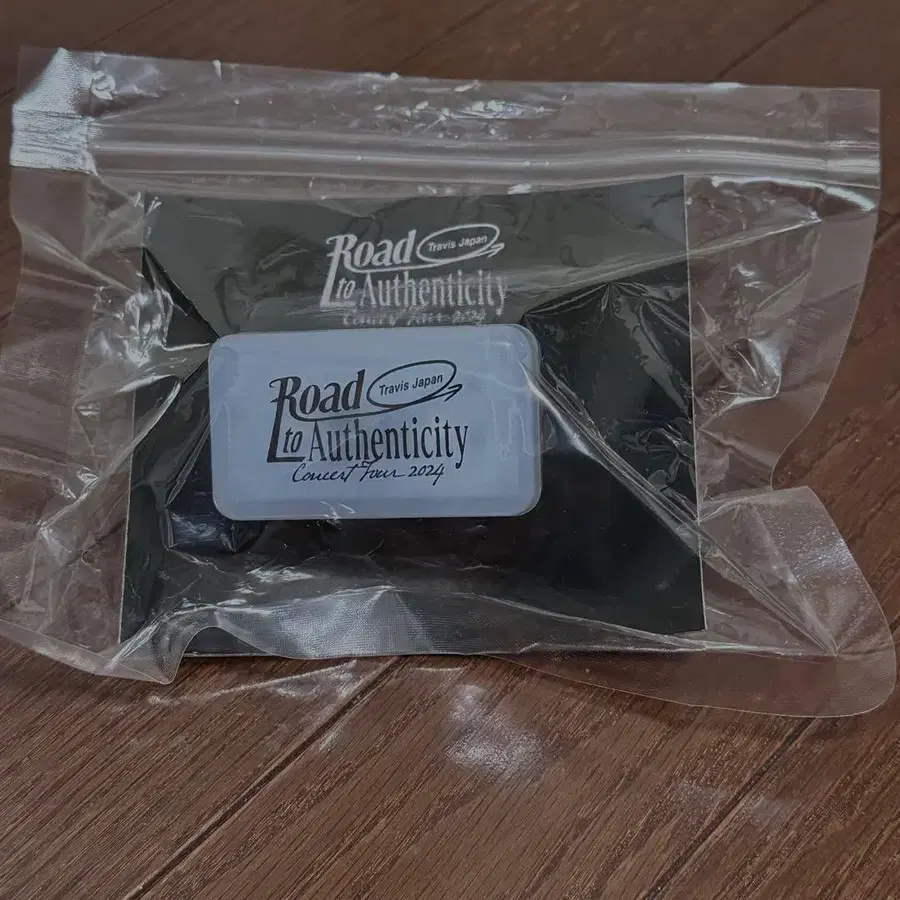 Road Travis Japan
to Authenticity
Concert Tour 2024
Road Travis Japan
to Authenticity
Concert Tour 2024